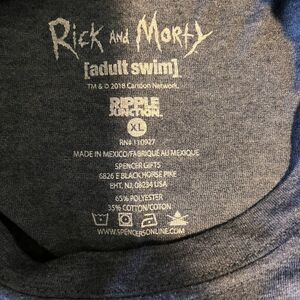 RICK AND MORTY
[adult swim]
TM & © 2018 Cartoon Network.
RIPPLE
JUNCTION
XL
RN# 110927
MADE IN MEXICO/FABRIQUÉ AU MEXIQUE
SPENCER GIFTS
6826 E BLACK HORSE PIKE
EHT, NJ 08234 USA
65% POLYESTER
35% COTTON/COTON
WWW.SPENCERSONLINE.COM